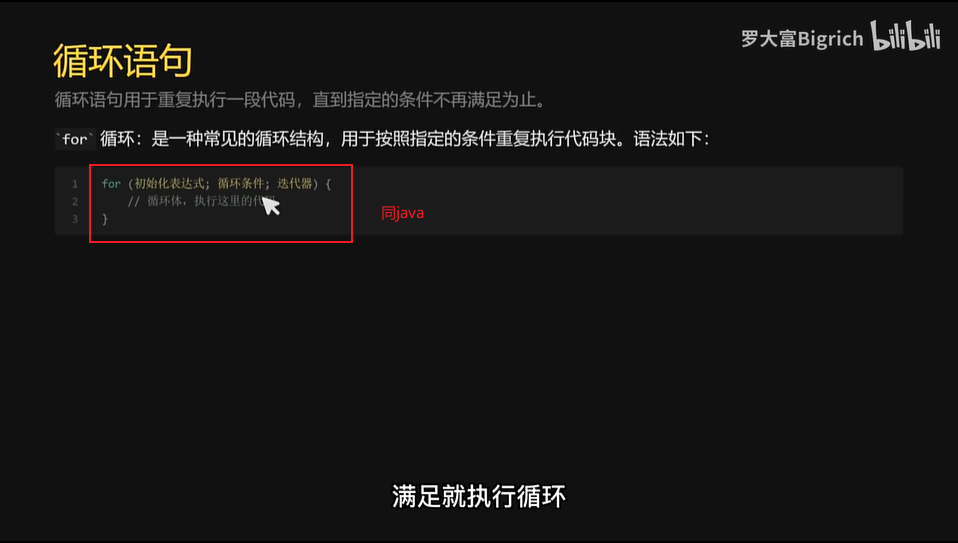 罗大富Bigrich bilibili
循环语句
循环语句用于重复执行一段代码，直到指定的条件不再满足为止。
`for` 循环：是一种常见的循环结构，用于按照指定的条件重复执行代码块。语法如下：
1 for (初始化表达式; 循环条件; 迭代器) {
2 // 循环体，执行这里的代码
3 }
同java
满足就执行循环